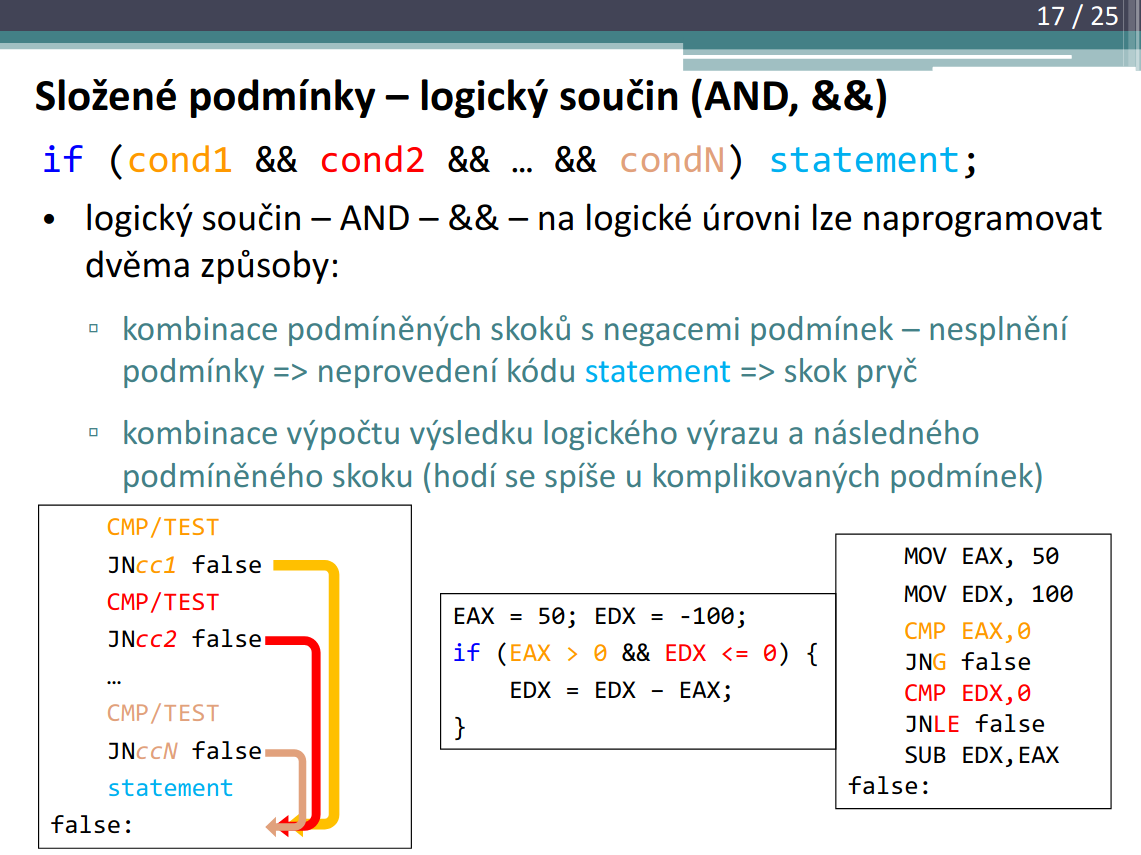 17 / 25
Složené podmínky – logický součin (AND, &&)
if (cond1 && cond2 && … && condN) statement;
• logický součin – AND – && – na logické úrovni lze naprogramovat
dvěma způsoby:
▫ kombinace podmíněných skoků s negacemi podmínek – nesplnění
podmínky => neprovedení kódu statement => skok pryč
▫ kombinace výpočtu výsledku logického výrazu a následného
podmíněného skoku (hodí se spíše u komplikovaných podmínek)
CMP/TEST
JNcc1 false
CMP/TEST
JNcc2 false
…
CMP/TEST
JNccN false
statement
false:
EAX = 50; EDX = -100;
if (EAX > 0 && EDX <= 0) {
EDX = EDX – EAX;
}
MOV EAX, 50
MOV EDX, 100
CMP EAX,0
JNG false
CMP EDX,0
JNLE false
SUB EDX,EAX
false: